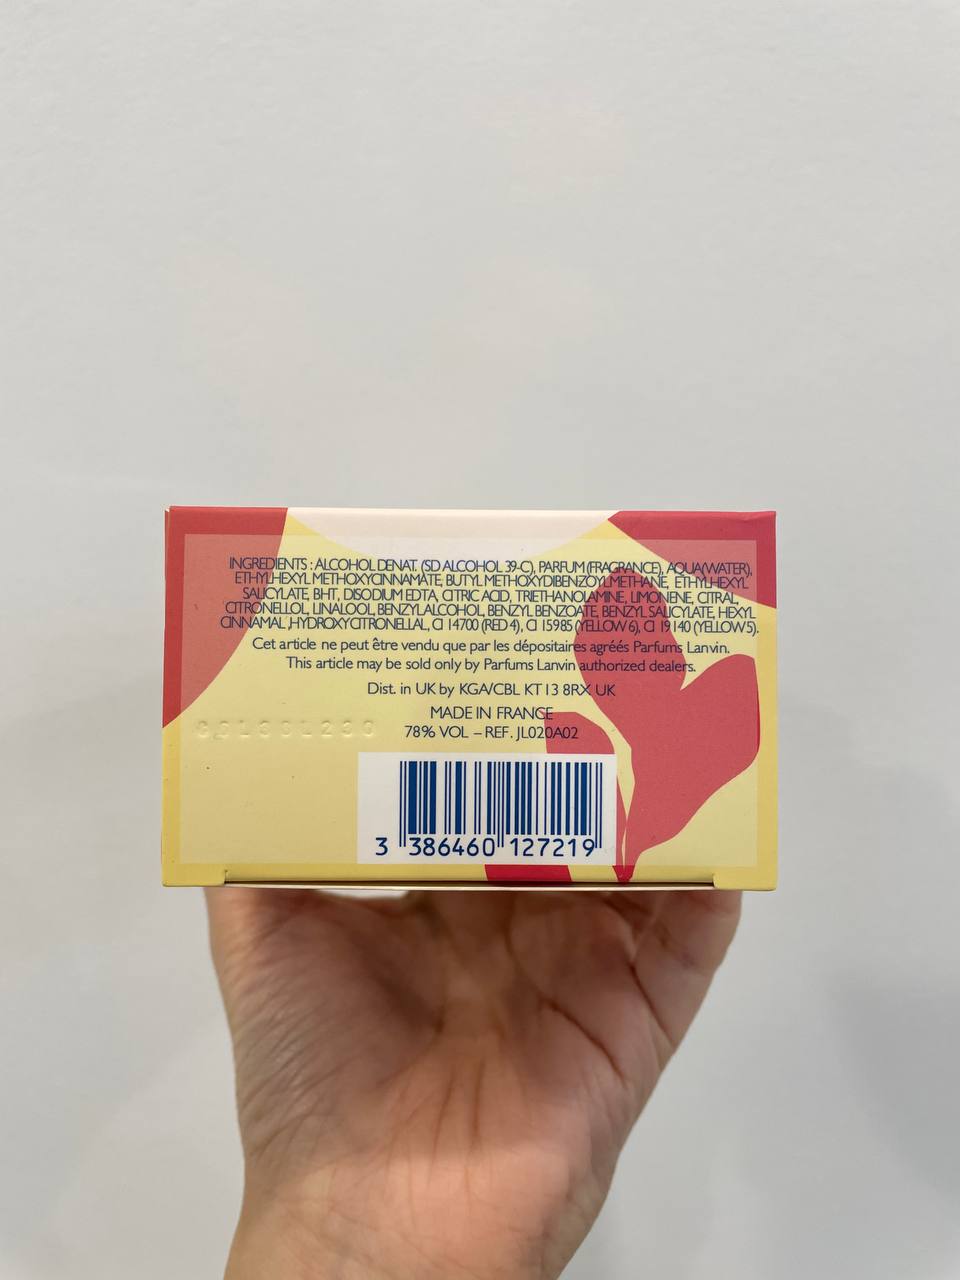 INGREDIENTS : ALCOHOL DENAT. (SD ALCOHOL 39-C), PARFUM (FRAGRANCE), AQUA(WATER),
ETHYLHEXYL METHOXYCINNAMATE, BUTYL METHOXYDIBENZOYLMETHANE, ETHYLHEXYL
SALICYLATE, BHT, DISODIUM EDTA, CITRIC ACID, TRIETHANOLAMINE, LIMONENE, CITRAL,
CITRONELLOL, LINALOOL, BENZYL ALCOHOL, BENZYL BENZOATE, BENZYL SALICYLATE, HEXYL
CINNAMAL ,HYDROXYCITRONELLAL, CI 14700 (RED 4), CI 15985 (YELLOW 6), CI 19140 (YELLOW 5).
Cet article ne peut être vendu que par les dépositaires agréés Parfums Lanvin.
This article may be sold only by Parfums Lanvin authorized dealers.
Dist. in UK by KGA/CBL KT13 8RX UK
MADE IN FRANCE
78% VOL – REF. JL020A02
3 386460 127219